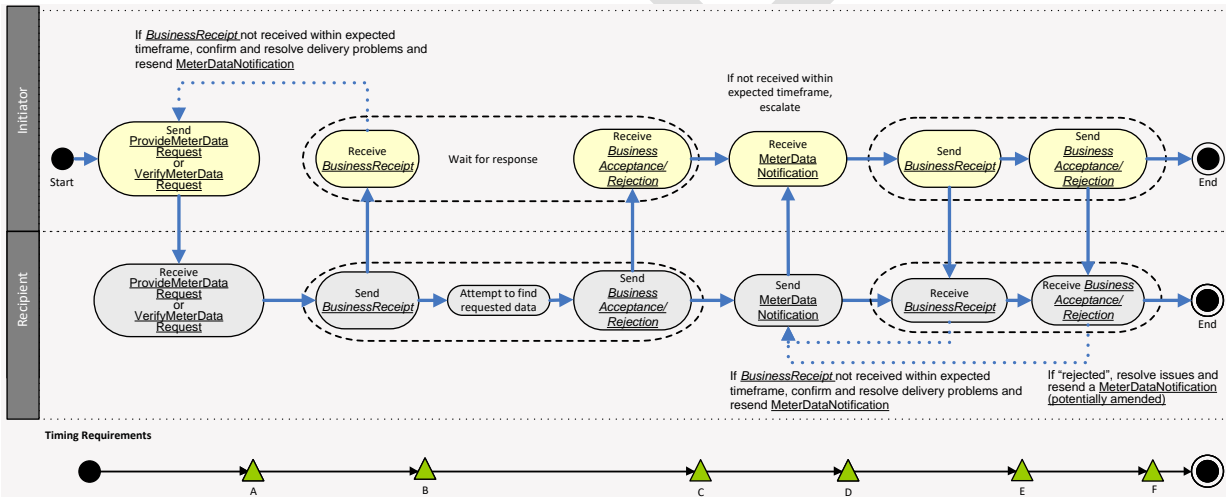 Initiator
If BusinessReceipt not received within expected
timeframe, confirm and resolve delivery problems and
resend MeterDataNotification
If not received within
expected timeframe,
escalate
Start
Send
ProvideMeterData
Request
or
VerifyMeterData
Request
Receive
BusinessReceipt
Wait for response
Receive
Business
Acceptance/
Rejection
Receive
MeterData
Notification
Send
BusinessReceipt
Send
Business
Acceptance/
Rejection
End
Recipient
Receive
ProvideMeterData
Request
or
VerifyMeterData
Request
Send
BusinessReceipt
Attempt to find
requested data
Send
Business
Acceptance/
Rejection
Send
MeterData
Notification
Receive
BusinessReceipt
Receive Business
Acceptance/
Rejection
End
If BusinessReceipt not received within expected
timeframe, confirm and resolve delivery problems and
resend MeterDataNotification
If “rejected”, resolve issues and
resend a MeterDataNotification
(potentially amended)
Timing Requirements
A
B
C
D
E
F